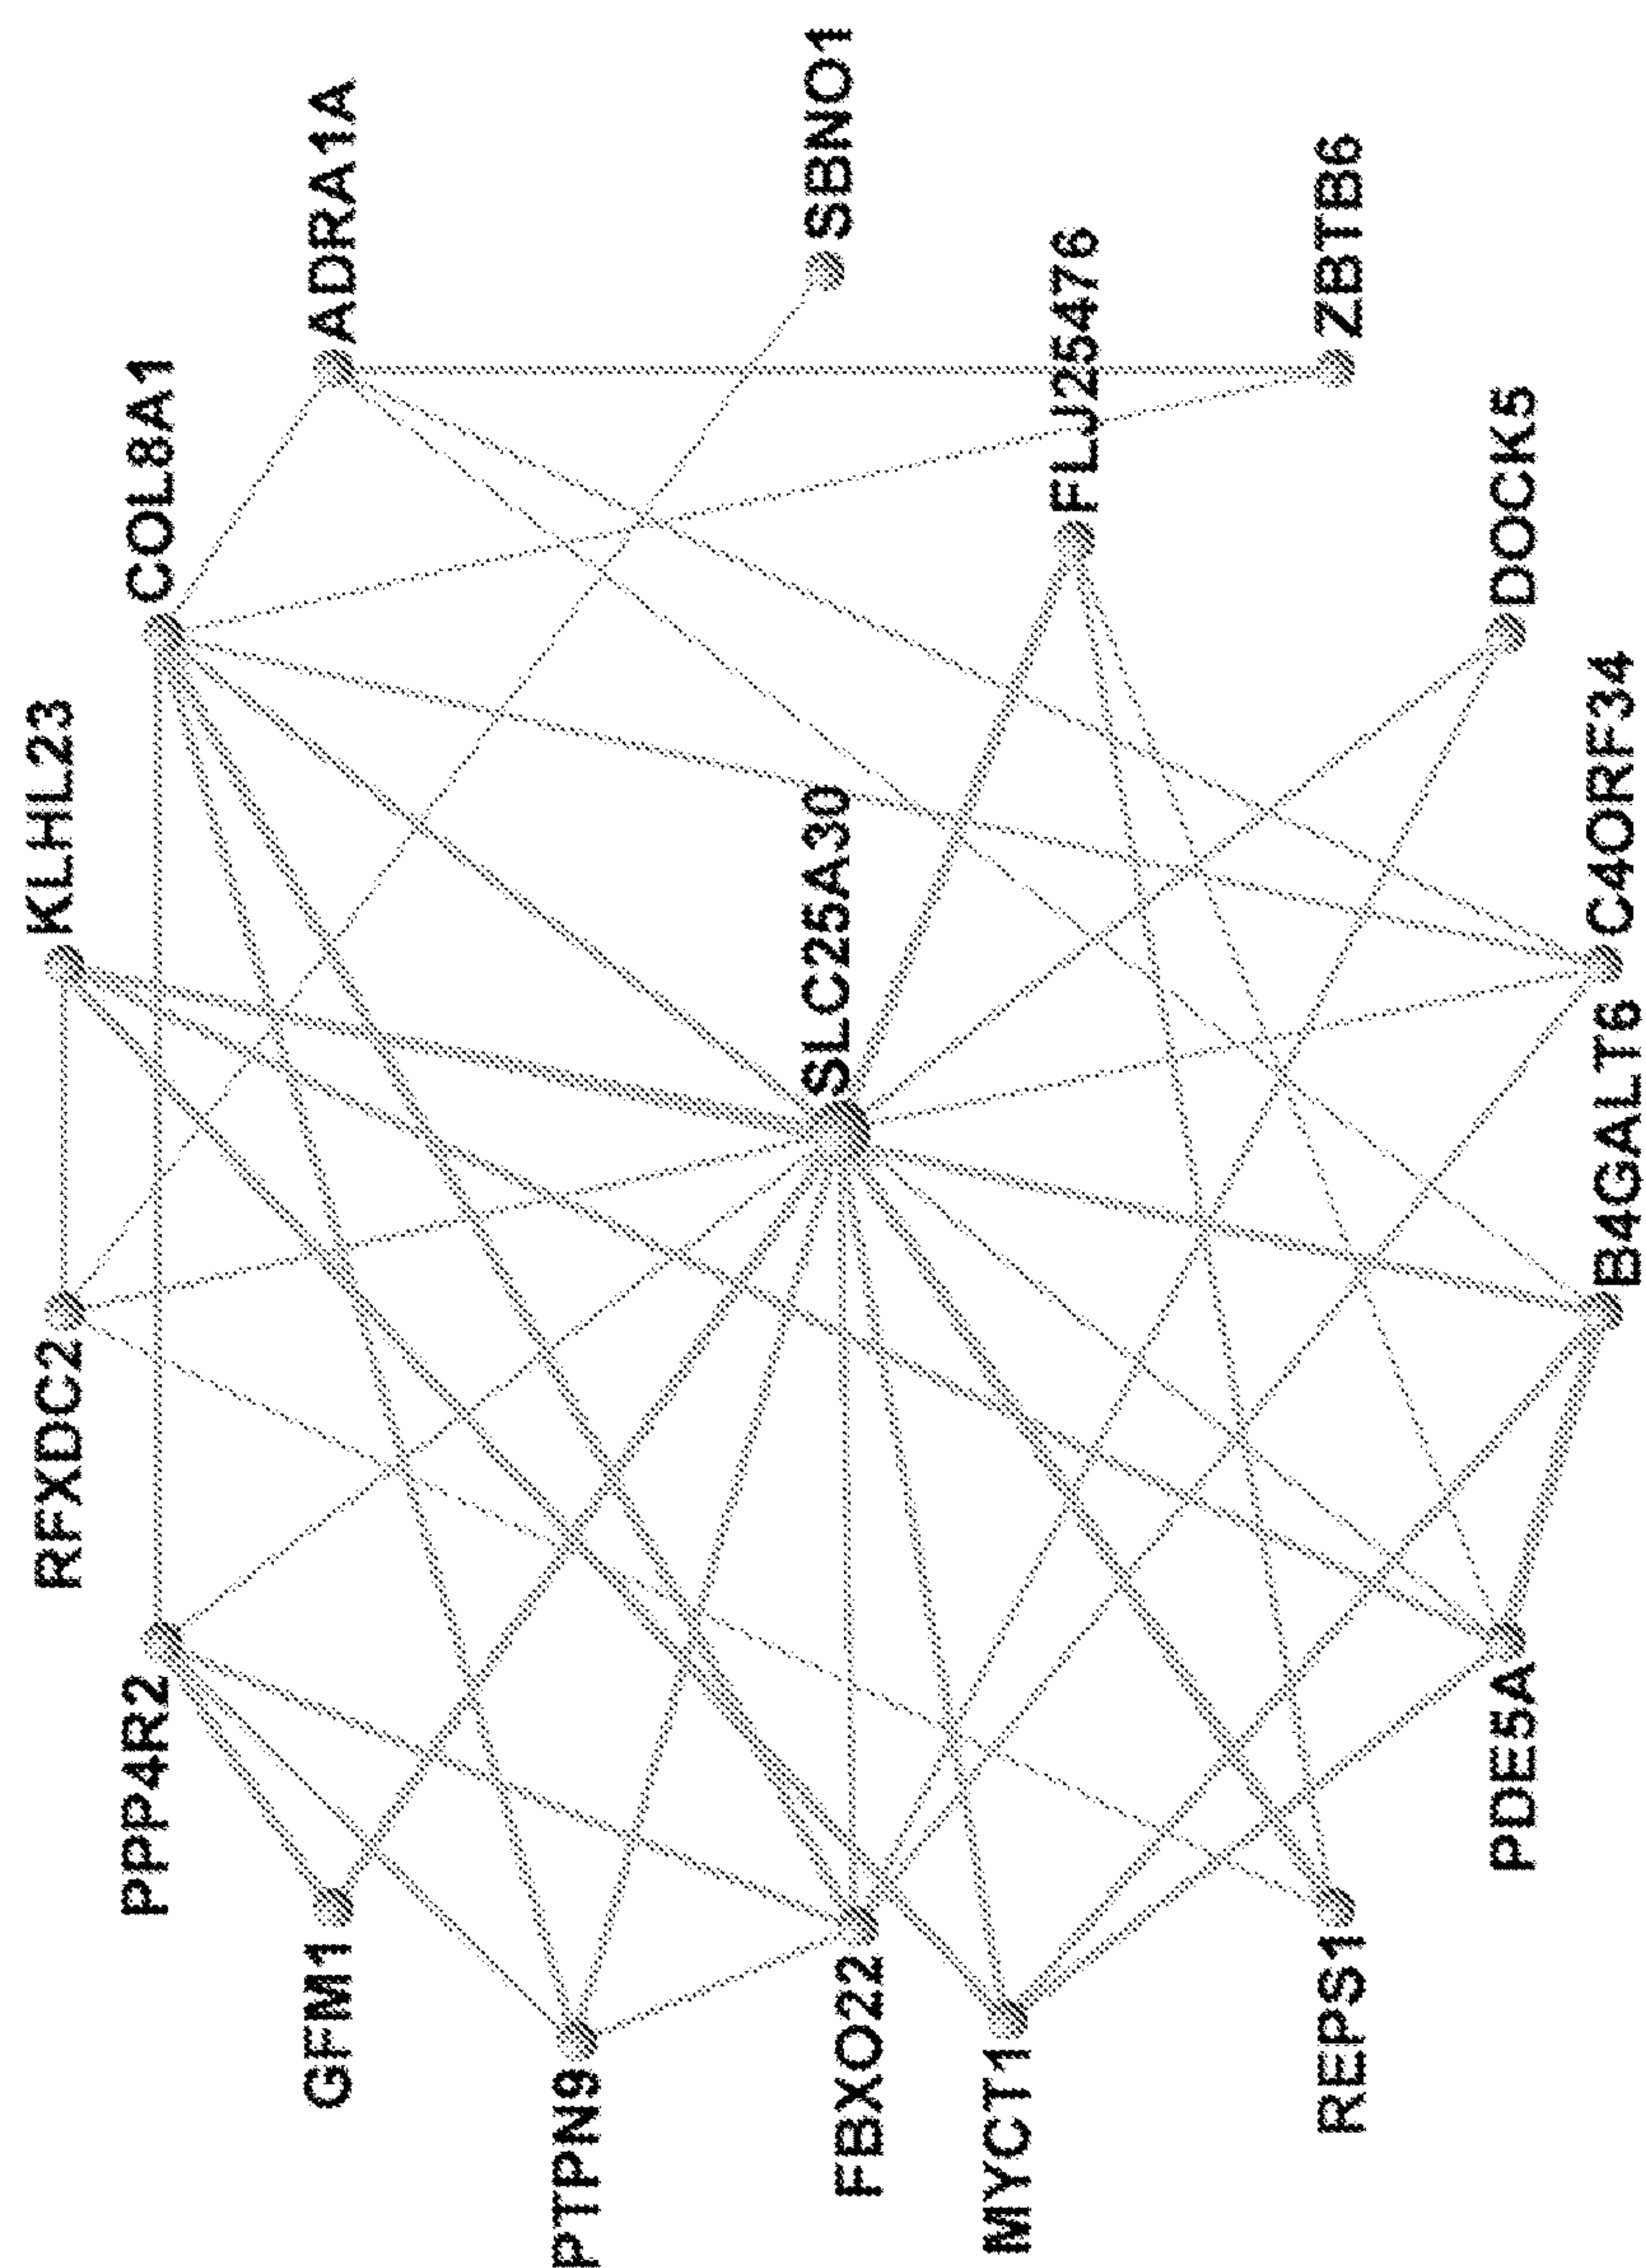 KLHL23
COL8A1
ADRA1A
SBNO1
FLJ25476
ZBTB6
DOCK5
C4ORF34
B4GALT6
PDE5A
REPS1
MYCT1
FBXO22
PTPN9
GFM1
PPP4R2
RFXDC2
SLC25A30